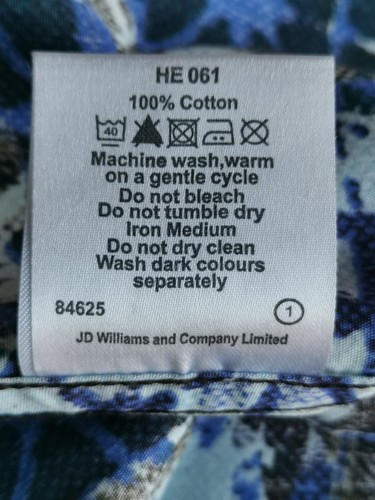 HE 061
100% Cotton
40
Machine wash,warm
on a gentle cycle
Do not bleach
Do not tumble dry
Iron Medium
Do not dry clean
Wash dark colours
separately
84625 1
JD Williams and Company Limited